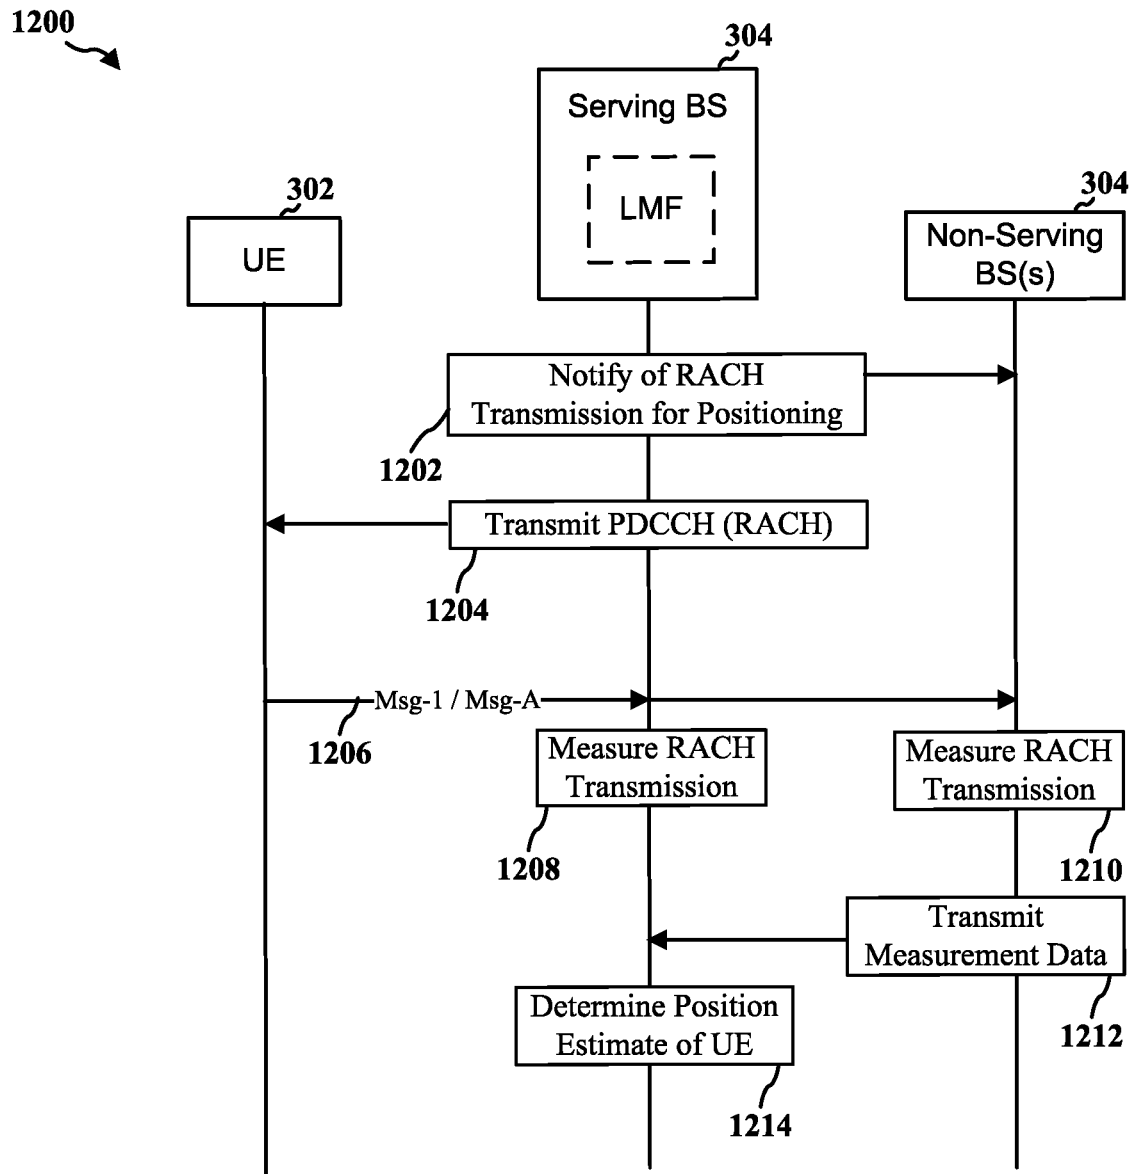 1200
304
Serving BS
LMF
302
UE
304
Non-Serving
BS(s)
Notify of RACH
Transmission for Positioning
1202
Transmit PDCCH (RACH)
1204
Msg-1 / Msg-A
1206
Measure RACH
Transmission
1208
Measure RACH
Transmission
1210
Transmit
Measurement Data
1212
Determine Position
Estimate of UE
1214